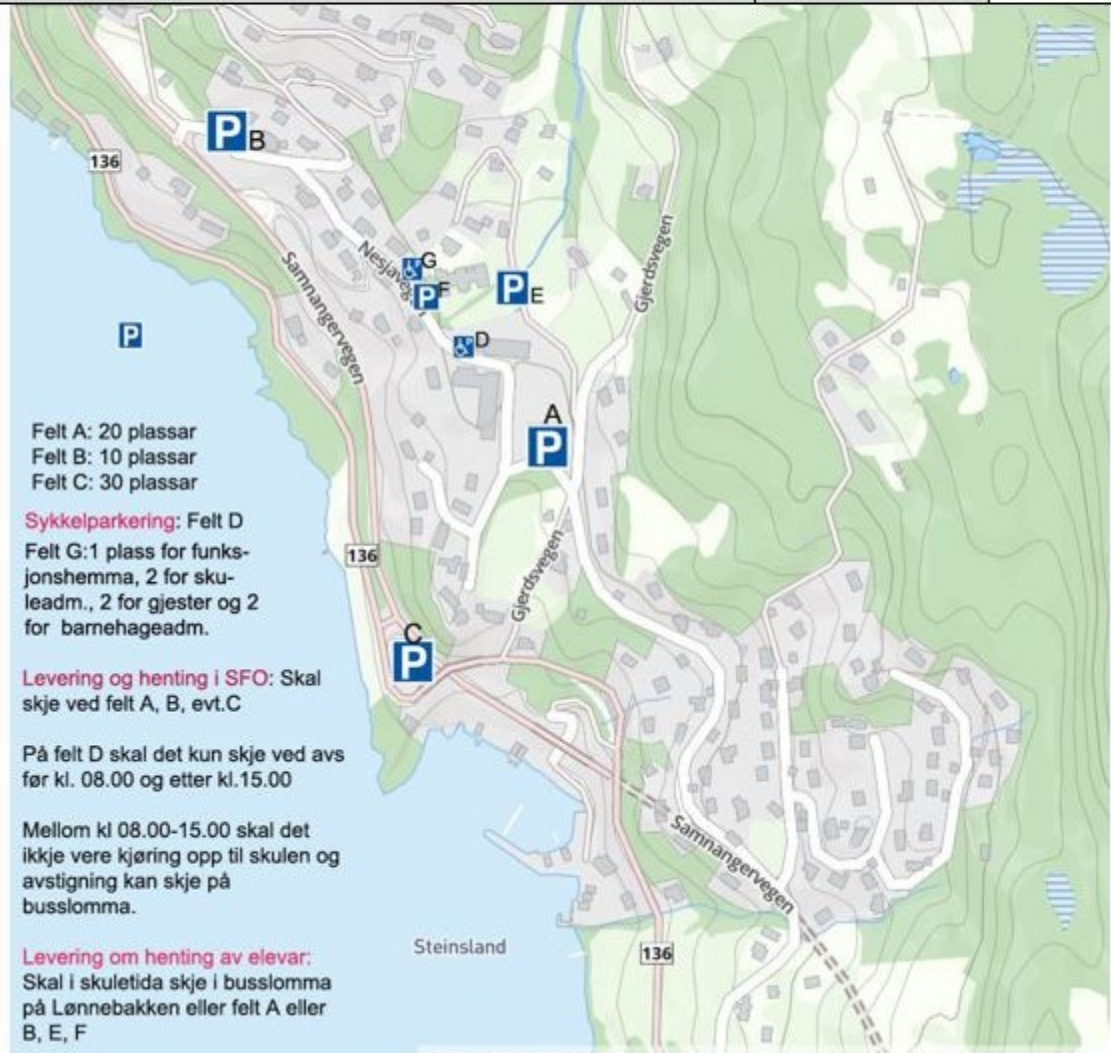 P B
136
Samnangervegen
Nesjavegen
G
P F
P E
Gjerdsvegen
D
P
A
P
Felt A: 20 plassar
Felt B: 10 plassar
Felt C: 30 plassar
Sykkelparkering: Felt D
Felt G:1 plass for funks-
jonshemma, 2 for sku-
leadm., 2 for gjester og 2
for barnehageadm.
136
Gjerdsvegen
C
P
Levering og henting i SFO: Skal
skje ved felt A, B, evt.C
På felt D skal det kun skje ved avs
før kl. 08.00 og etter kl.15.00
Mellom kl 08.00-15.00 skal det
ikkje vere kjøring opp til skulen og
avstigning kan skje på
busslomma.
Samnangervegen
Steinsland
136
Levering om henting av elevar:
Skal i skuletida skje i busslomma
på Lønnebakken eller felt A eller
B, E, F